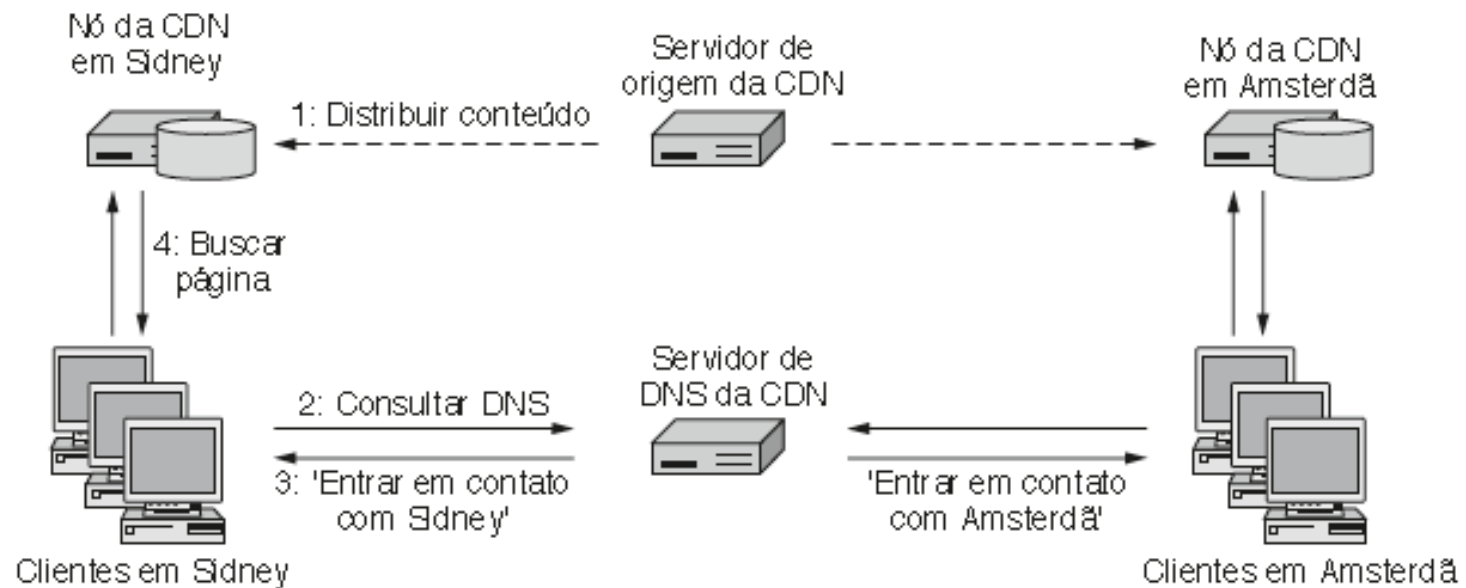 Nó da CDN
em Sidney
Servidor de
origem da CDN
Nó da CDN
em Amsterdã
1: Distribuir conteúdo
4: Buscar
página
Servidor de
DNS da CDN
2: Consultar DNS
3: 'Entrar em contato
com Sidney'
'Entrar em contato
com Amsterdã'
Clientes em Sidney
Clientes em Amsterdã